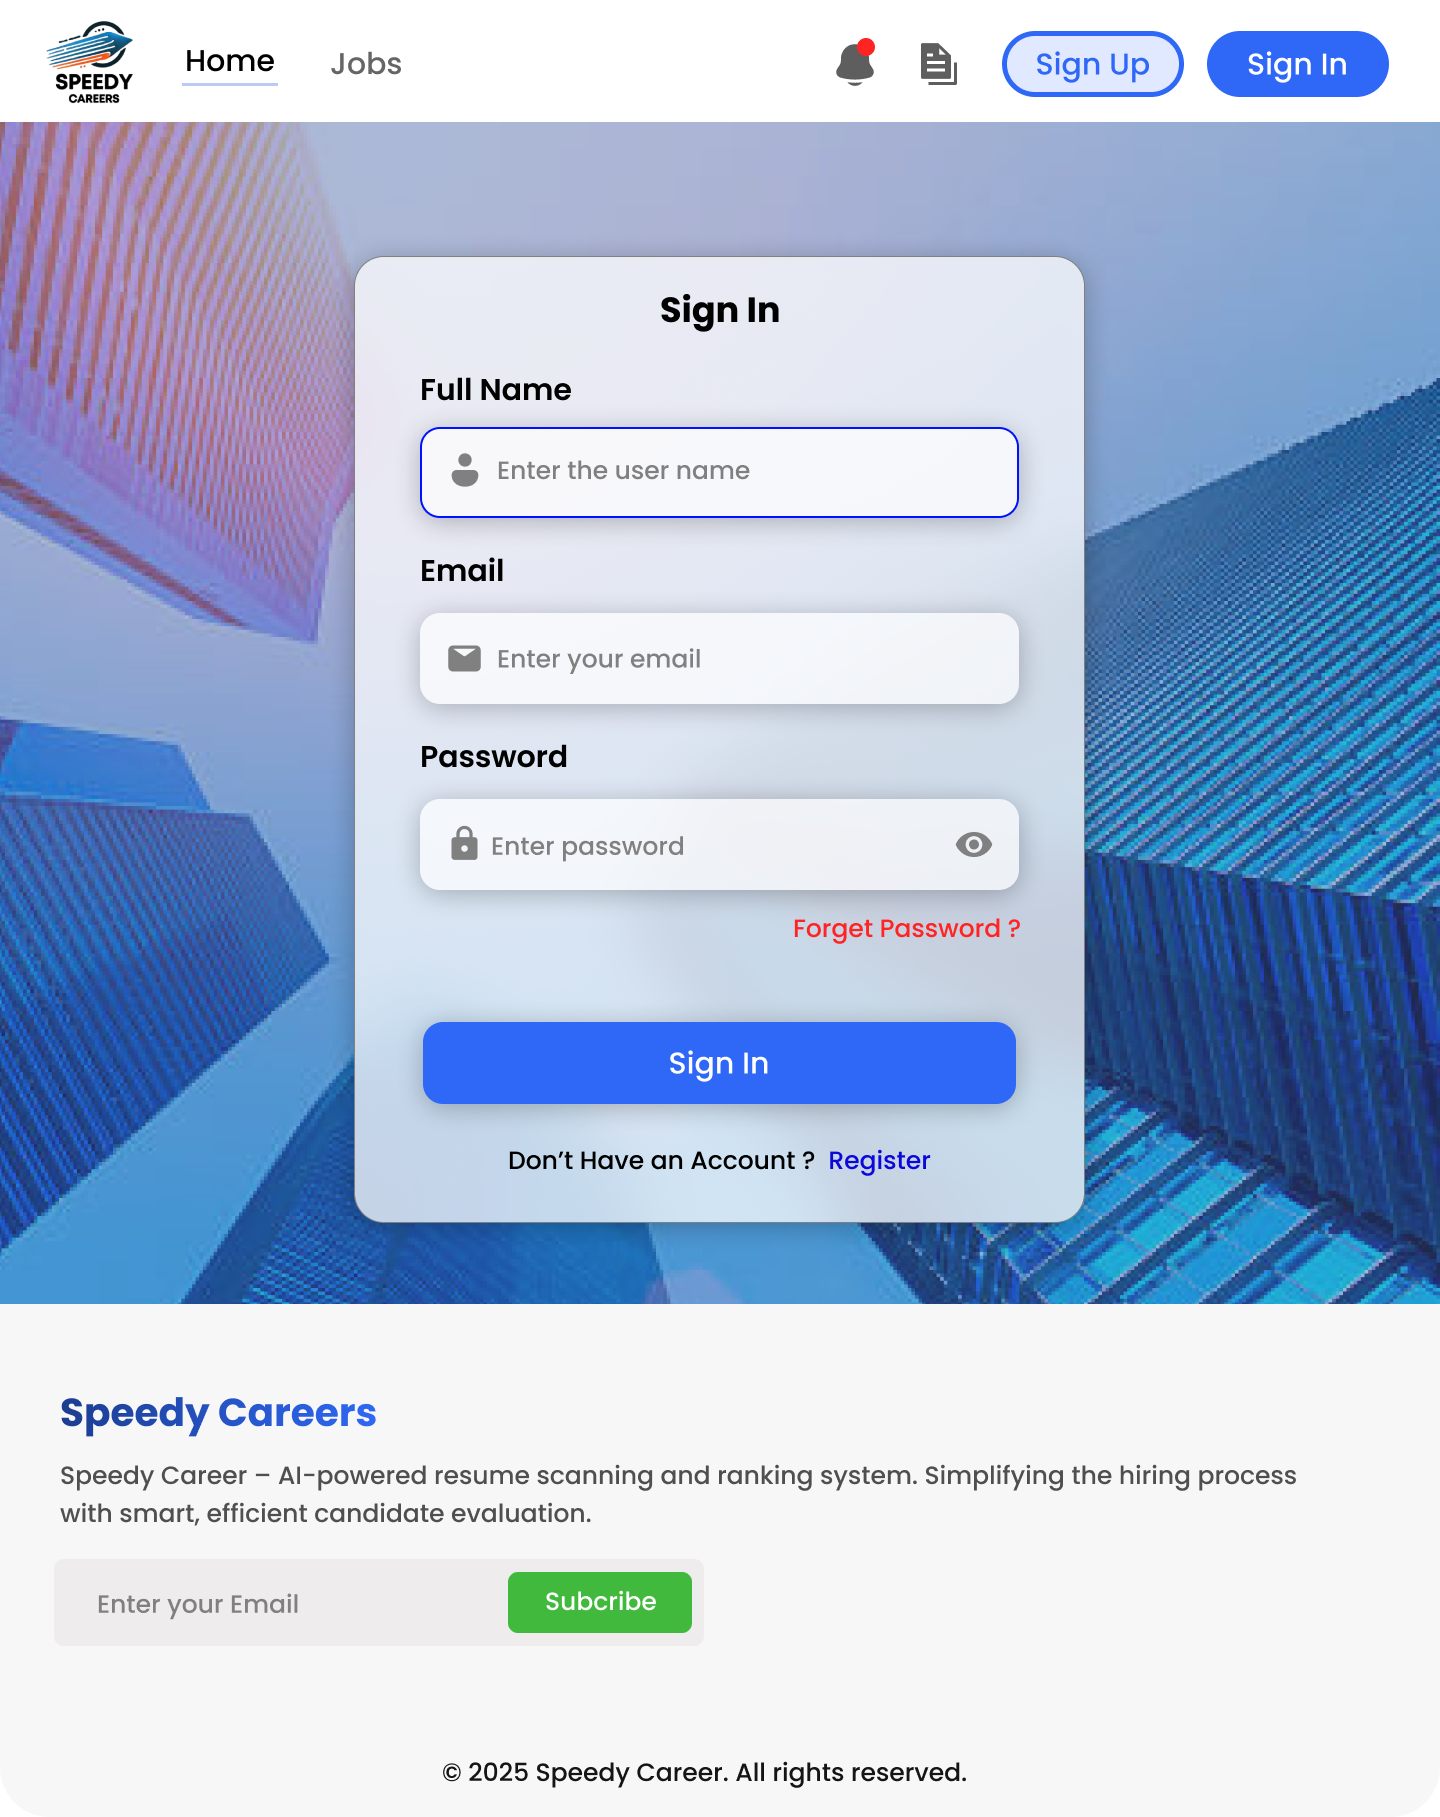 SPEEDY
CAREERS
Home
Jobs
Sign Up
Sign In
Sign In
Full Name
Enter the user name
Email
Enter your email
Password
Enter password
Forget Password ?
Sign In
Don’t Have an Account ? Register
Speedy Careers
Speedy Career – AI-powered resume scanning and ranking system. Simplifying the hiring process
with smart, efficient candidate evaluation.
Enter your Email
Subcribe
© 2025 Speedy Career. All rights reserved.